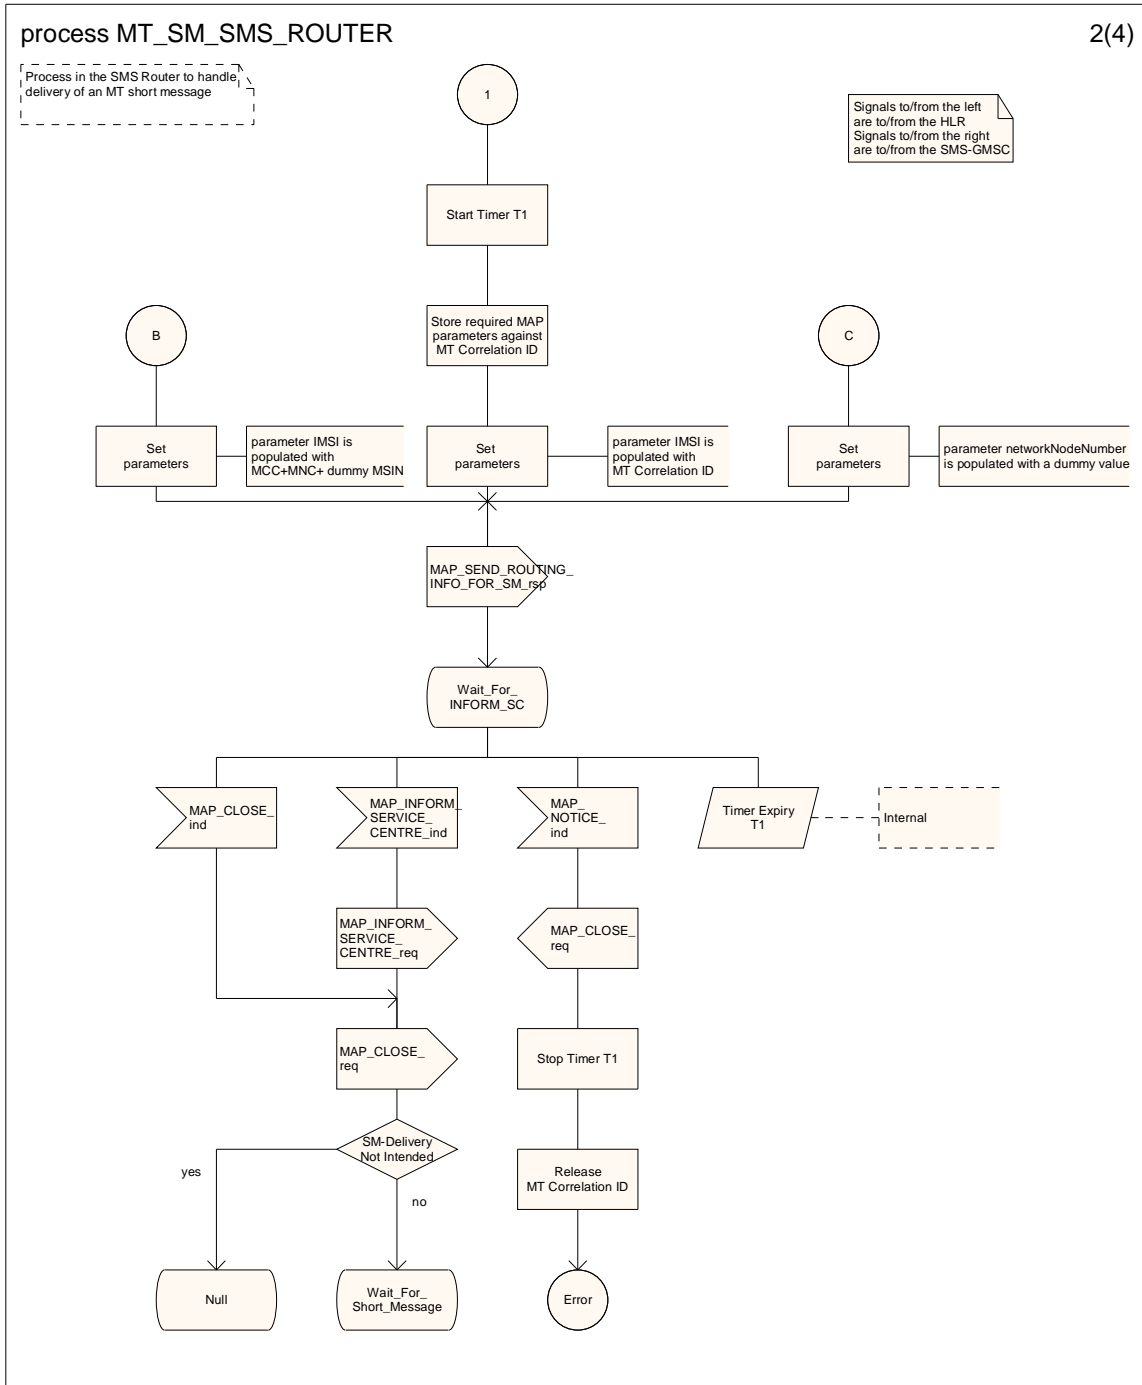 process MT_SM_SMS_ROUTER
2(4)
Process in the SMS Router to handle
delivery of an MT short message
1
Signals to/from the left
are to/from the HLR
Signals to/from the right
are to/from the SMS-GMSC
Start Timer T1
B
Store required MAP
parameters against
MT Correlation ID
C
Set
parameters
parameter IMSI is
populated with
MCC+MNC+ dummy MSIN
Set
parameters
parameter IMSI is
populated with
MT Correlation ID
Set
parameters
parameter networkNodeNumber
is populated with a dummy value
MAP_SEND_ROUTING_
INFO_FOR_SM_rsp
Wait_For_
INFORM_SC
MAP_CLOSE_
ind
MAP_INFORM_
SERVICE_
CENTRE_ind
MAP_
NOTICE_
ind
Timer Expiry
T1
Internal
MAP_INFORM_
SERVICE_
CENTRE_req
MAP_CLOSE_
req
MAP_CLOSE_
req
Stop Timer T1
SM-Delivery
Not Intended
yes
no
Release
MT Correlation ID
Null
Wait_For_
Short_Message
Error